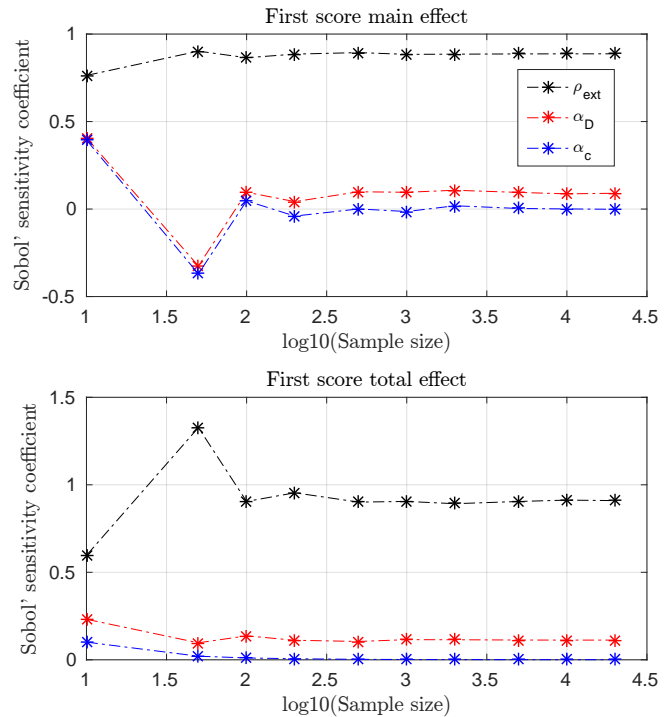 First score main effect
Sobol' sensitivity coefficient
1
0.5
0
-0.5
ρext
αD
αc
1 1.5 2 2.5 3 3.5 4 4.5
log10(Sample size)
First score total effect
Sobol' sensitivity coefficient
1.5
1
0.5
0
1 1.5 2 2.5 3 3.5 4 4.5
log10(Sample size)